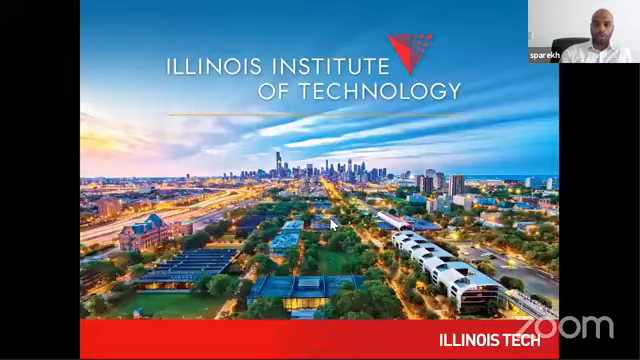 ILLINOIS INSTITUTE
OF TECHNOLOGY
sparekh
ILLINOIS TECH
zoom